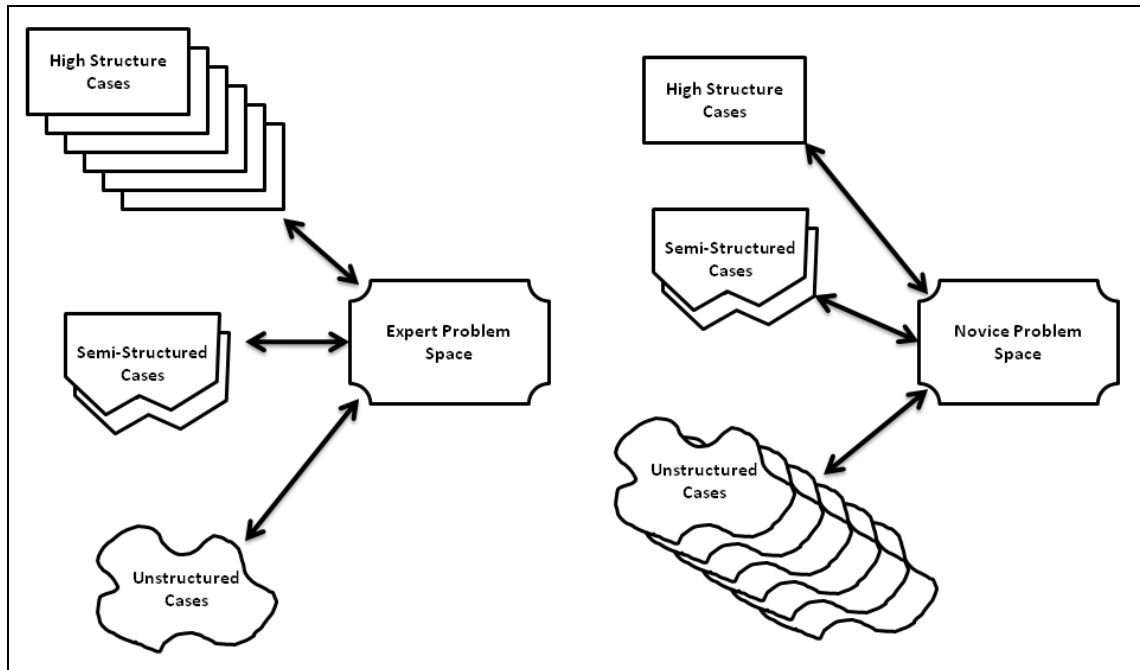 High Structure
Cases
Semi-Structured
Cases
Unstructured
Cases
Expert Problem
Space
High Structure
Cases
Semi-Structured
Cases
Unstructured
Cases
Novice Problem
Space